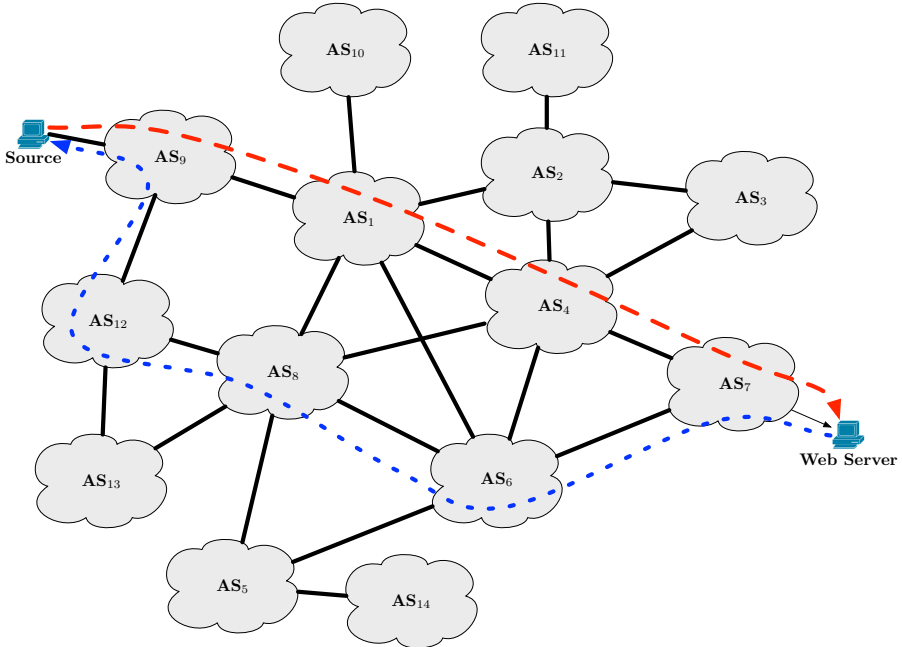 AS₁₀
AS₁₁
Source
AS₉
AS₂
AS₃
AS₁
AS₄
AS₁₂
AS₈
AS₇
Web Server
AS₁₃
AS₆
AS₅
AS₁₄